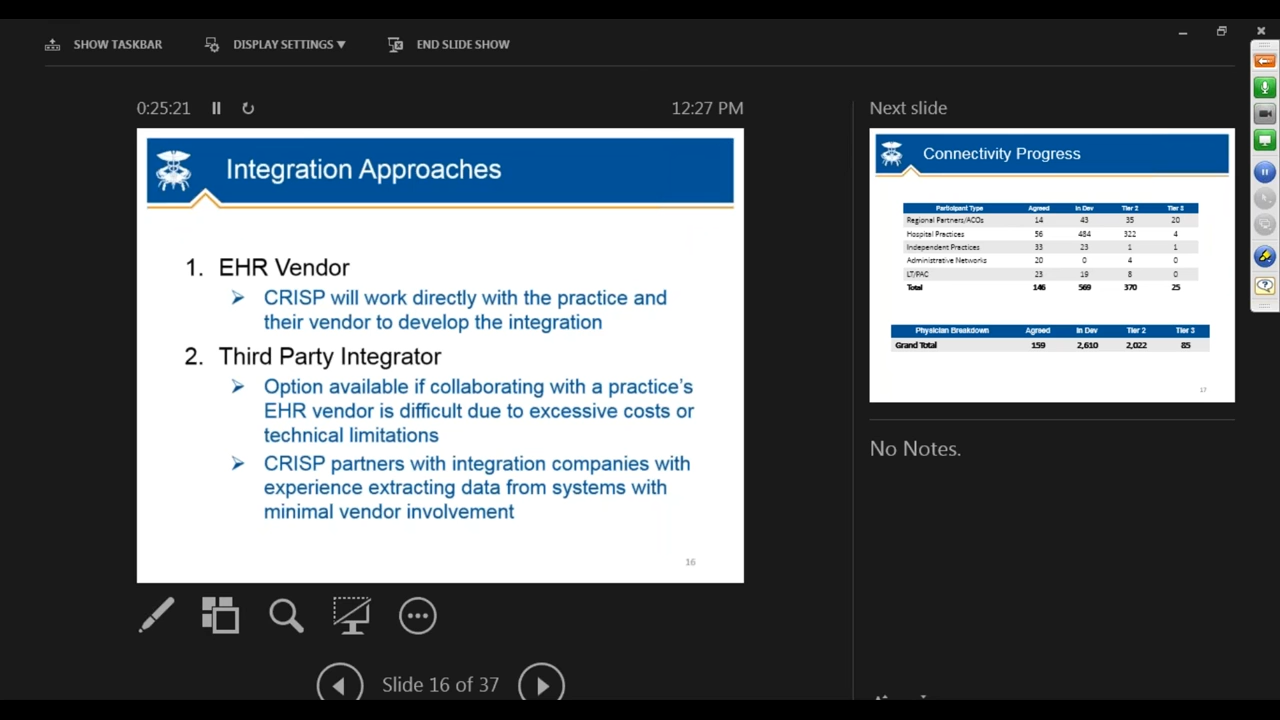 SHOW TASKBAR
DISPLAY SETTINGS ▼
END SLIDE SHOW
0:25:21
12:27 PM
Integration Approaches
1. EHR Vendor
CRISP will work directly with the practice and
their vendor to develop the integration
2. Third Party Integrator
Option available if collaborating with a practice's
EHR vendor is difficult due to excessive costs or
technical limitations
CRISP partners with integration companies with
experience extracting data from systems with
minimal vendor involvement
16
Slide 16 of 37
Next slide
Connectivity Progress
Participant Type Agreed In Dev Tier 2 Tier 3
Regional Partners/ACOs 14 43 35 20
Hospital Practices 56 484 322 4
Independent Practices 33 23 1 1
Administrative Networks 20 0 4 0
LT/PAC 23 19 8 0
Total 146 569 370 25
Physician Breakdown Agreed In Dev Tier 2 Tier 3
Grand Total 159 2,610 2,022 85
17
No Notes.